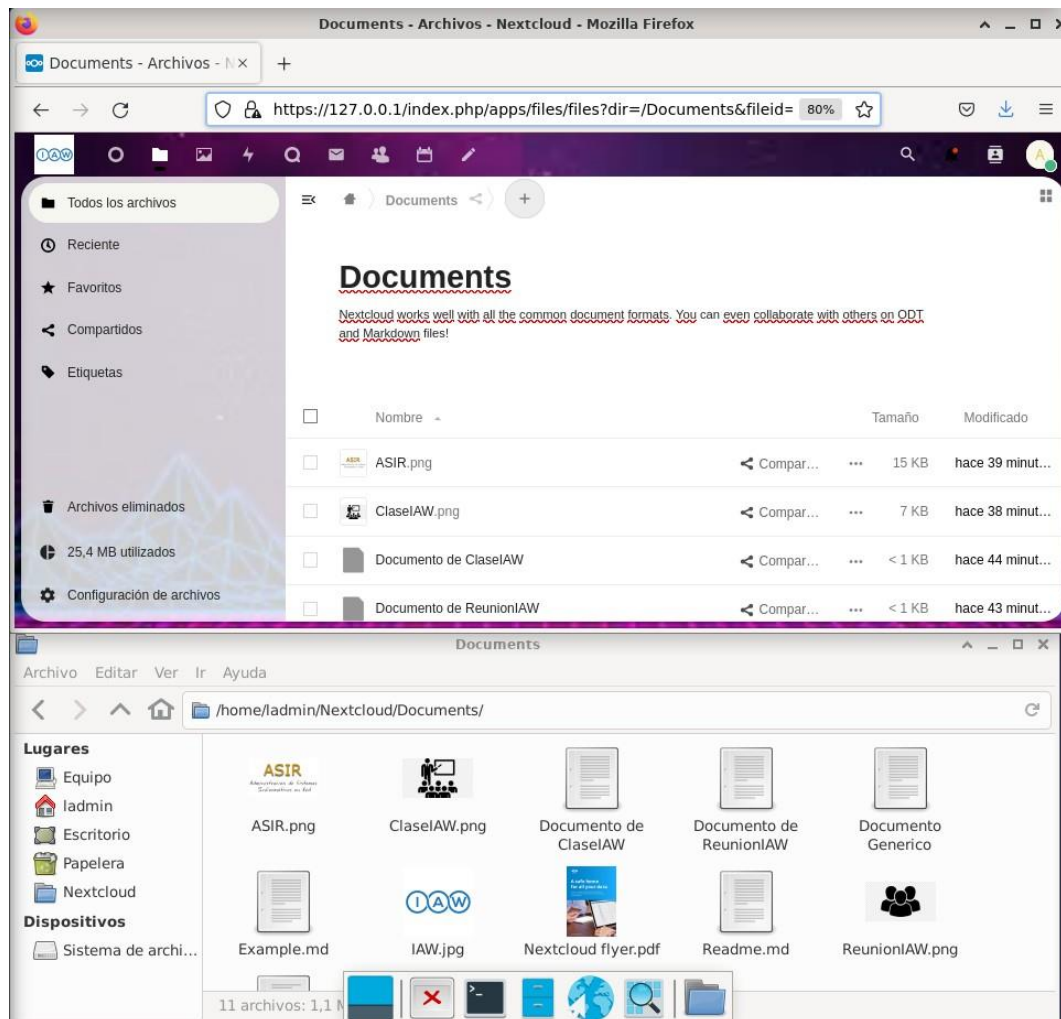 Documents - Archivos - Nextcloud - Mozilla Firefox
Documents - Archivos - N
https://127.0.0.1/index.php/apps/files/files?dir=/Documents&fileid= 80%
IAW
A
Todos los archivos
Documents
Reciente
Favoritos
Compartidos
Etiquetas
Documents
Nextcloud works well with all the common document formats. You can even collaborate with others on ODT
and Markdown files!
Nombre Tamaño Modificado
ASIR.png Compar... 15 KB hace 39 minut...
ClaseIAW.png Compar... 7 KB hace 38 minut...
Documento de ClaseIAW Compar... < 1 KB hace 44 minut...
Documento de ReunionIAW Compar... < 1 KB hace 43 minut...
Archivos eliminados
25,4 MB utilizados
Configuración de archivos
Documents
Archivo Editar Ver Ir Ayuda
/home/ladmin/Nextcloud/Documents/
Lugares
Equipo
ladmin
Escritorio
Papelera
Nextcloud
Dispositivos
Sistema de archi...
ASIR
ASIR.png
ClaseIAW.png
Documento de
ClaseIAW
Documento de
ReunionIAW
Documento
Generico
Example.md
IAW
IAW.jpg
Nextcloud flyer.pdf
Readme.md
ReunionIAW.png
11 archivos: 1,1